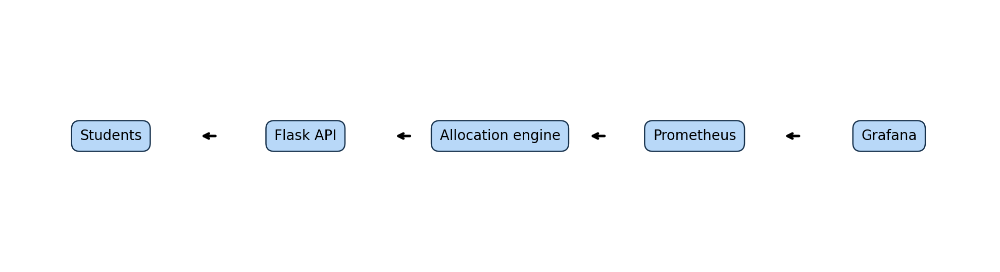 Students
Flask API
Allocation engine
Prometheus
Grafana